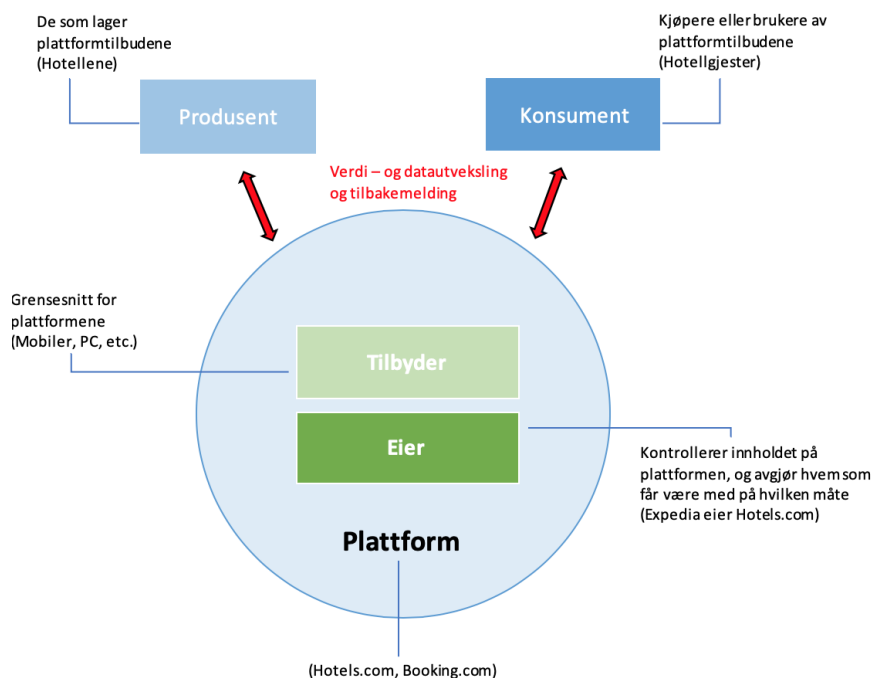 De som lager
plattformtilbudene
(Hotellene)
Kjøpere eller brukere av
plattformtilbudene
(Hotellgjester)
Produsent
Konsument
Verdi – og datautveksling
og tilbakemelding
Grensesnitt for
plattformene
(Mobiler, PC, etc.)
Tilbyder
Eier
Kontrollerer innholdet på
plattformen, og avgjør hvem som
får være med på hvilken måte
(Expedia eier Hotels.com)
Plattform
(Hotels.com, Booking.com)